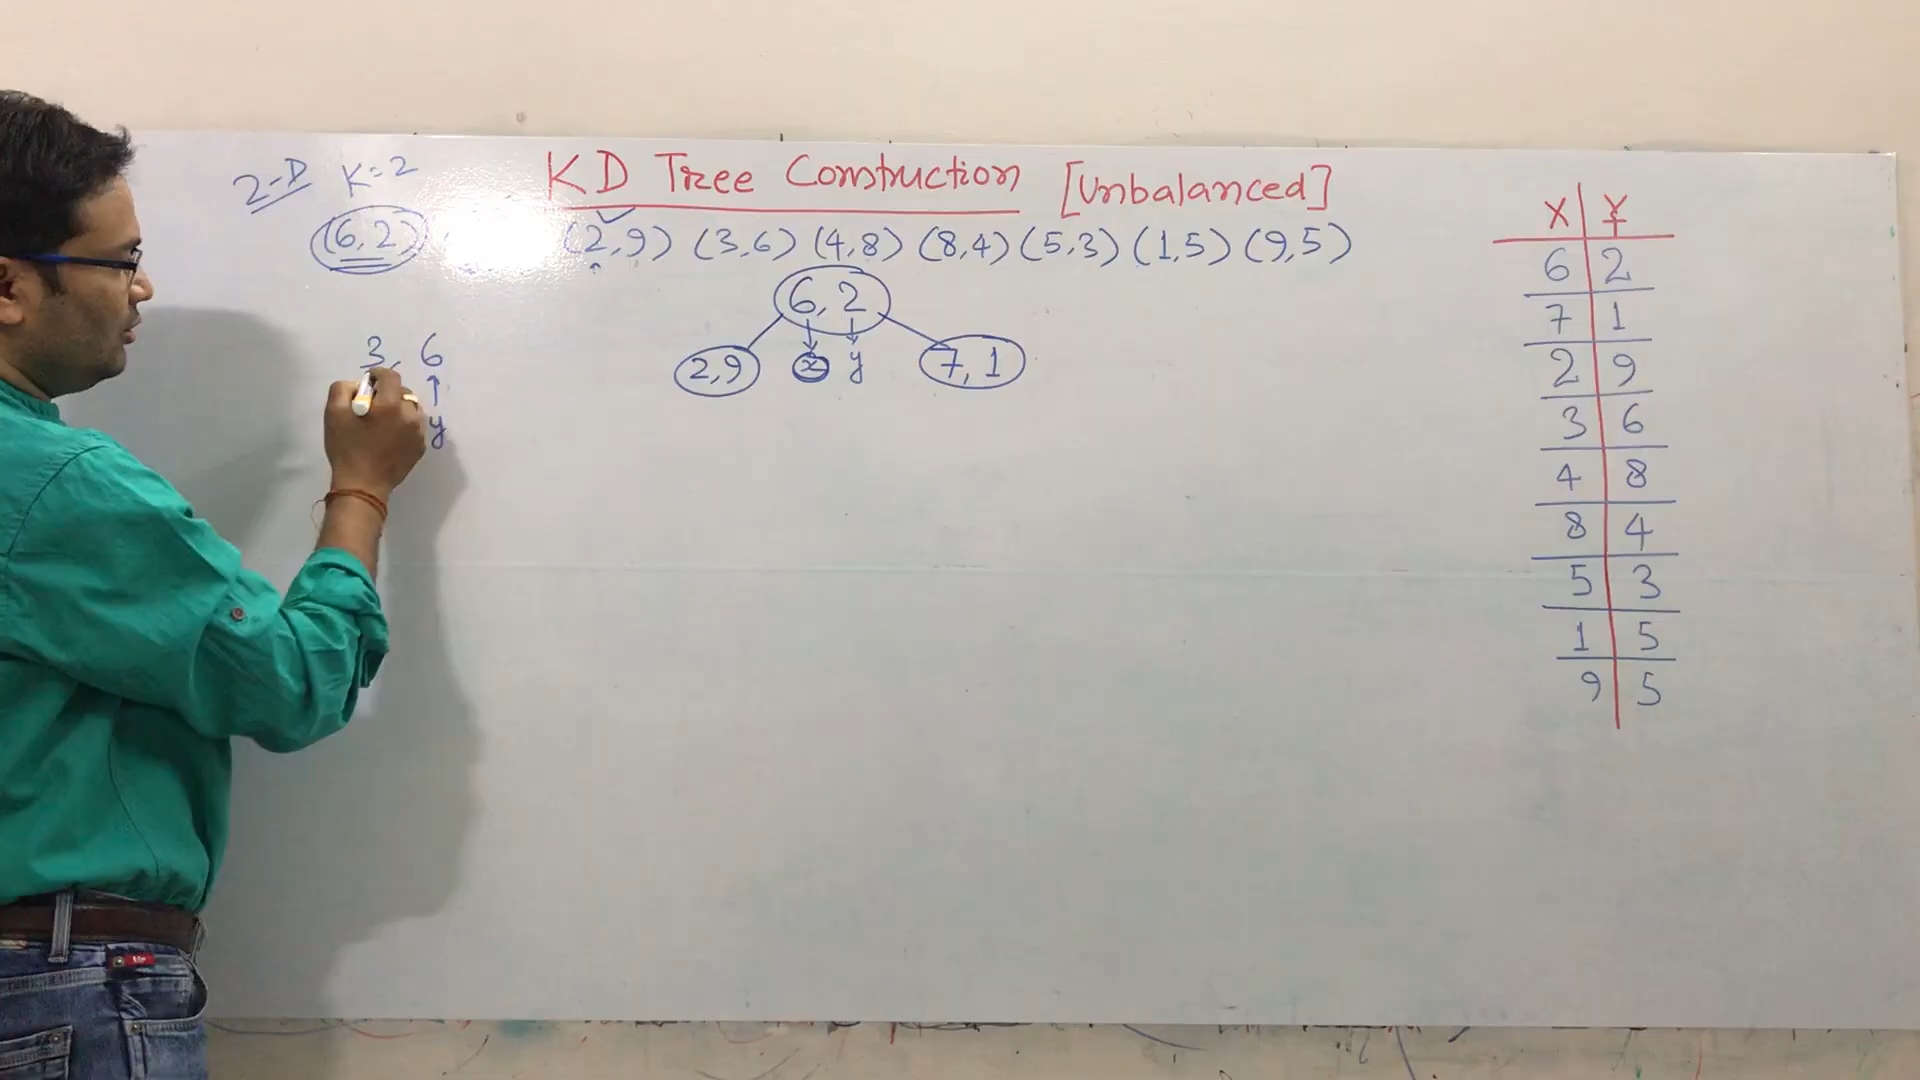 2-D K=2
KD Tree Construction [Unbalanced]
(6,2) (2,9) (3,6) (4,8) (8,4) (5,3) (1,5) (9,5)
6,2
2,9 x y 7,1
3, 6
y
X Y
6 2
7 1
2 9
3 6
4 8
8 4
5 3
1 5
9 5